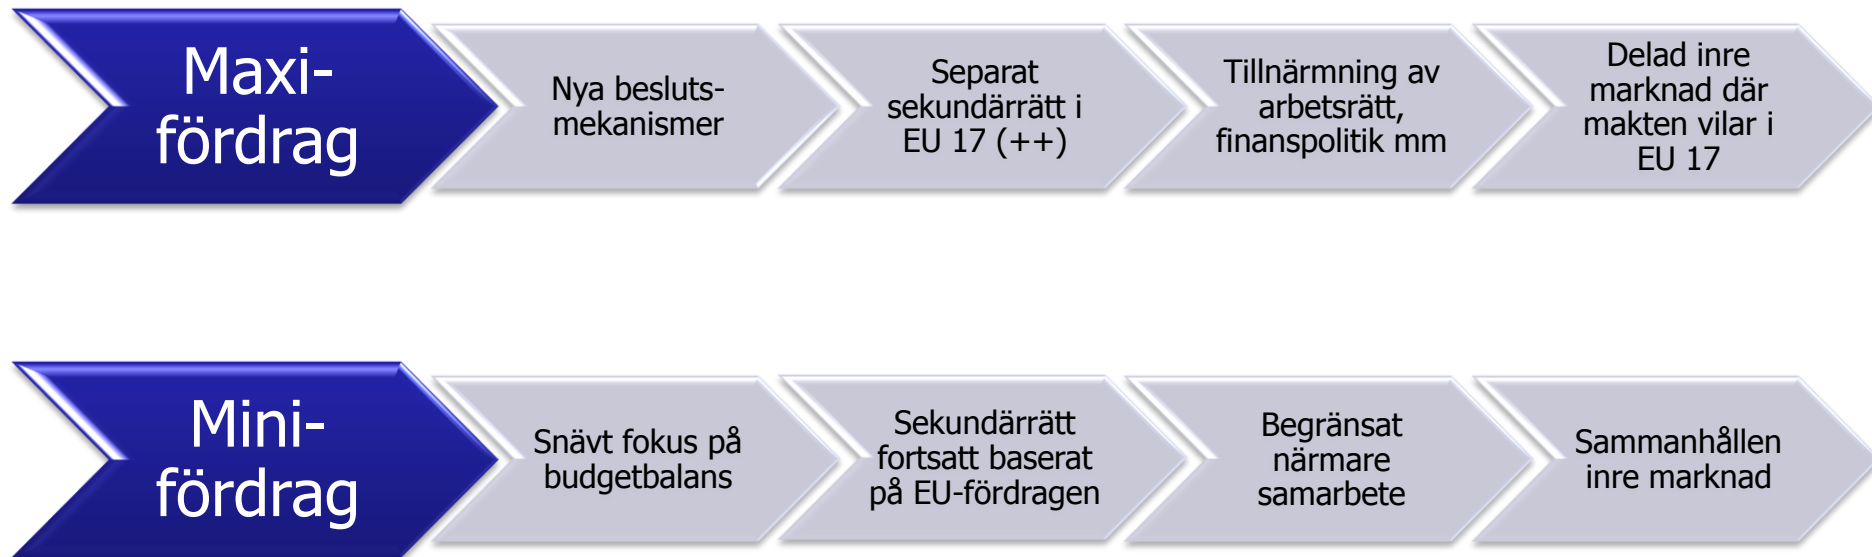 Maxi-
fördrag
Nya besluts-
mekanismer
Separat
sekundärrätt i
EU 17 (++)
Tillnärmning av
arbetsrätt,
finanspolitik mm
Delad inre
marknad där
makten vilar i
EU 17
Mini-
fördrag
Snävt fokus på
budgetbalans
Sekundärrätt
fortsatt baserat
på EU-fördragen
Begränsat
närmare
samarbete
Sammanhållen
inre marknad